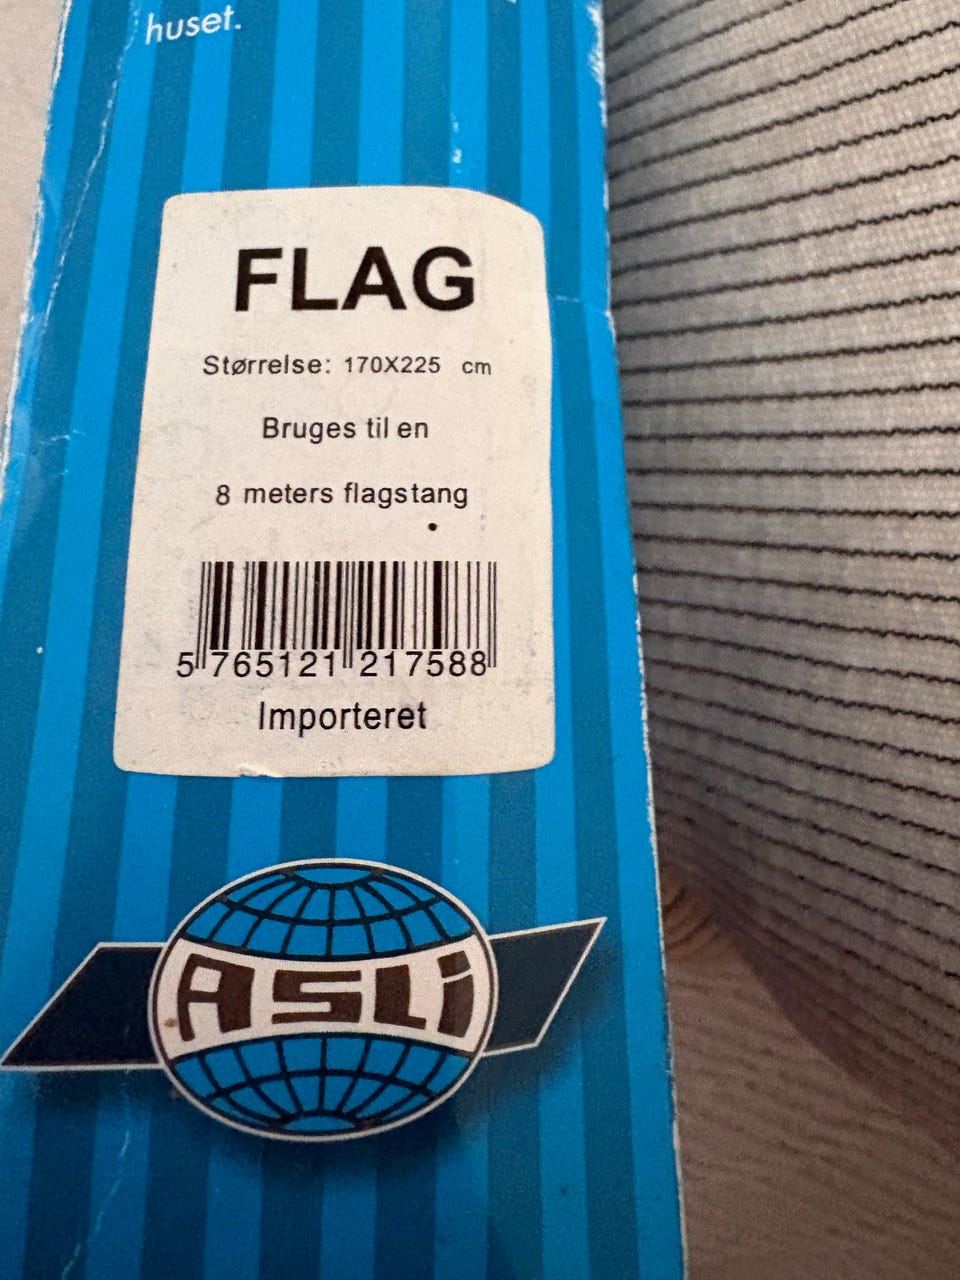 huset.
FLAG
Størrelse: 170X225 cm
Bruges til en
8 meters flagstang
5 765121 217588
Importeret
ASLi